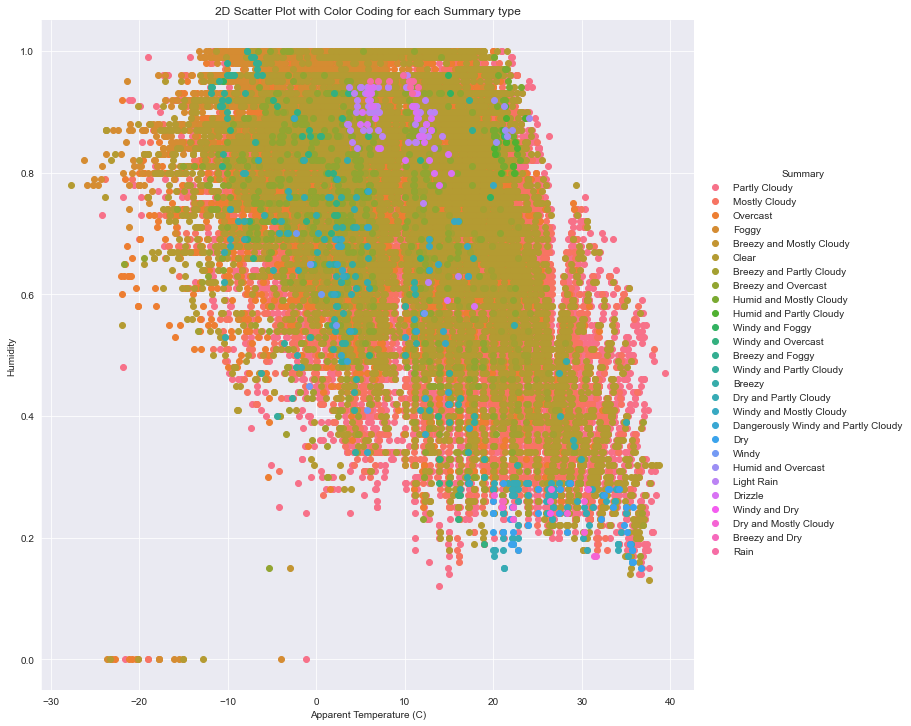 2D Scatter Plot with Color Coding for each Summary type
1.0
0.8
0.6
0.4
0.2
0.0
Humidity
−30
−20
−10
0
10
20
30
40
Apparent Temperature (C)
Summary
Partly Cloudy
Mostly Cloudy
Overcast
Foggy
Breezy and Mostly Cloudy
Clear
Breezy and Partly Cloudy
Breezy and Overcast
Humid and Mostly Cloudy
Humid and Partly Cloudy
Windy and Foggy
Windy and Overcast
Breezy and Foggy
Windy and Partly Cloudy
Breezy
Dry and Partly Cloudy
Windy and Mostly Cloudy
Dangerously Windy and Partly Cloudy
Dry
Windy
Humid and Overcast
Light Rain
Drizzle
Windy and Dry
Dry and Mostly Cloudy
Breezy and Dry
Rain